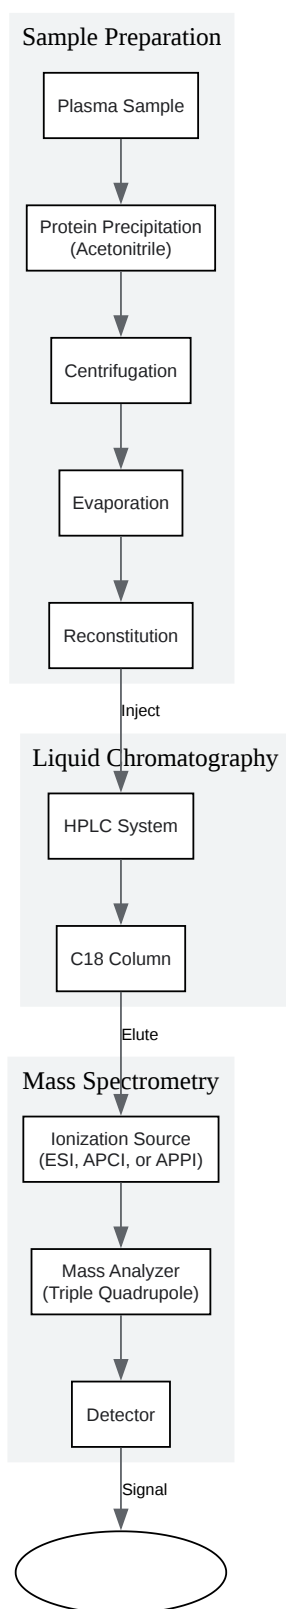 Sample Preparation
Plasma Sample
Protein Precipitation
(Acetonitrile)
Centrifugation
Evaporation
Reconstitution
Inject
Liquid Chromatography
HPLC System
C18 Column
Elute
Mass Spectrometry
Ionization Source
(ESI, APCI, or APPI)
Mass Analyzer
(Triple Quadrupole)
Detector
Signal